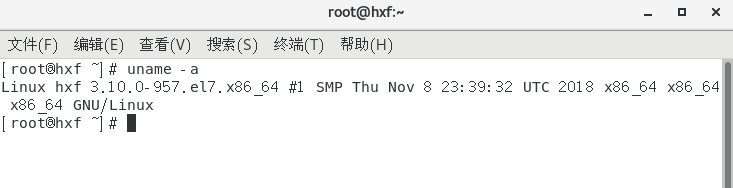 root@hxf:~
文件(F) 编辑(E) 查看(V) 搜索(S) 终端(T) 帮助(H)
[root@hxf ~]# uname -a
Linux hxf 3.10.0-957.el7.x86_64 #1 SMP Thu Nov 8 23:39:32 UTC 2018 x86_64 x86_64
x86_64 GNU/Linux
[root@hxf ~]#